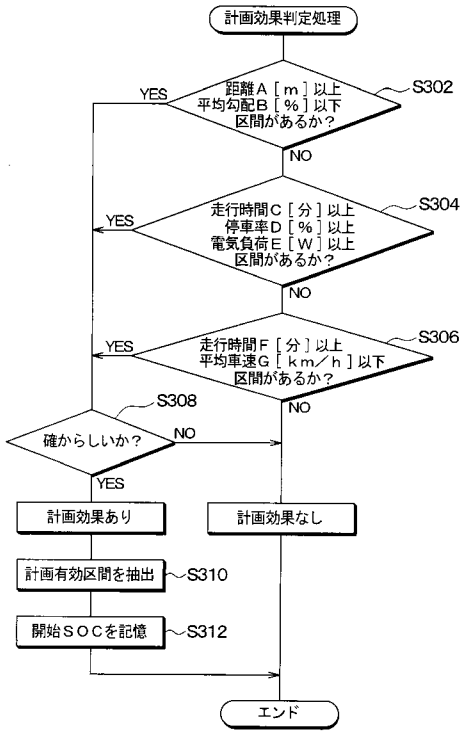 計画効果判定処理
距離A[m]以上
平均勾配B[%]以下
区間があるか?
S302
YES
NO
走行時間C[分]以上
停車率D[%]以上
電気負荷E[W]以上
区間があるか?
S304
YES
NO
走行時間F[分]以上
平均車速G[km/h]以下
区間があるか?
S306
YES
NO
確からしいか?
S308
NO
YES
計画効果あり
計画効果なし
計画有効区間を抽出
S310
開始SOCを記憶
S312
エンド